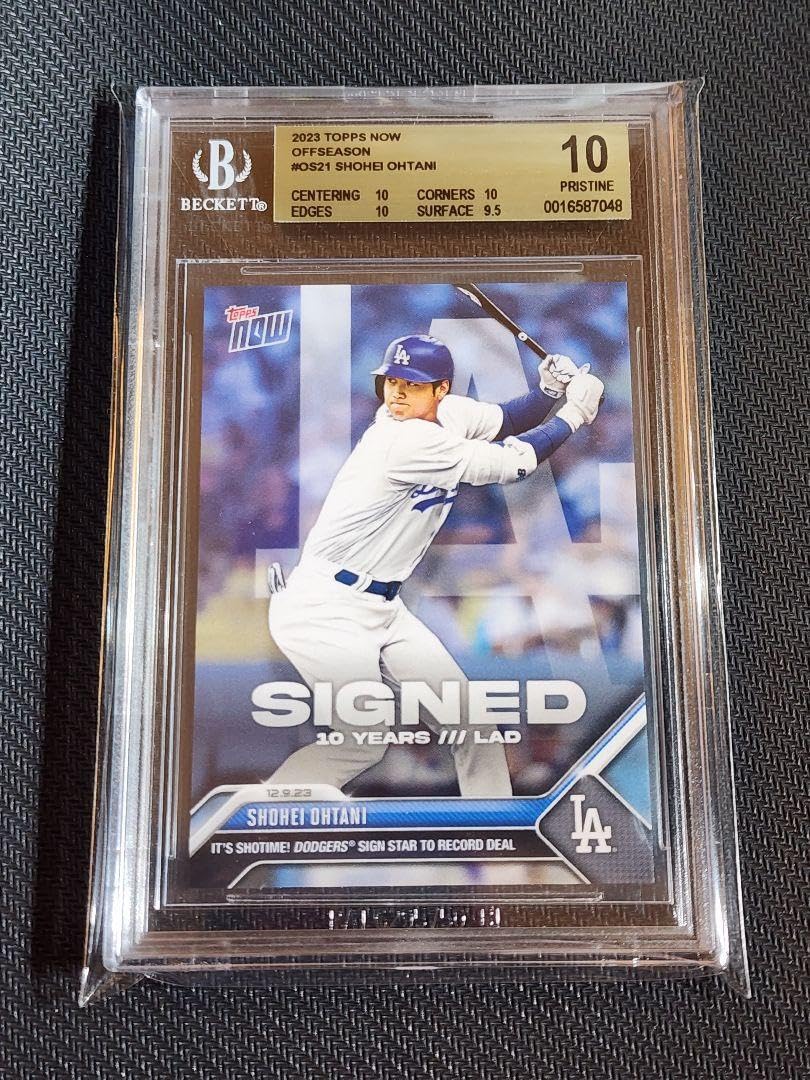 B
BECKETT®
2023 TOPPS NOW
OFFSEASON
#OS21 SHOHEI OHTANI
CENTERING 10 CORNERS 10
EDGES 10 SURFACE 9.5
10
PRISTINE
0016587048
topps
now
LA
LA
SIGNED
10 YEARS /// LAD
12.9.23
SHOHEI OHTANI
IT'S SHOTIME! DODGERS® SIGN STAR TO RECORD DEAL
LA